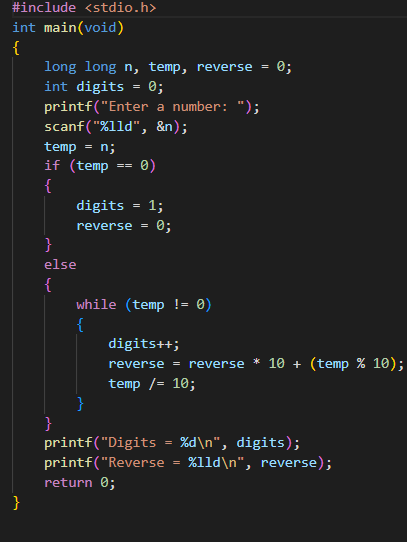 #include <stdio.h>
int main(void)
{
    long long n, temp, reverse = 0;
    int digits = 0;
    printf("Enter a number: ");
    scanf("%lld", &n);
    temp = n;
    if (temp == 0)
    {
        digits = 1;
        reverse = 0;
    }
    else
    {
        while (temp != 0)
        {
            digits++;
            reverse = reverse * 10 + (temp % 10);
            temp /= 10;
        }
    }
    printf("Digits = %d\n", digits);
    printf("Reverse = %lld\n", reverse);
    return 0;
}